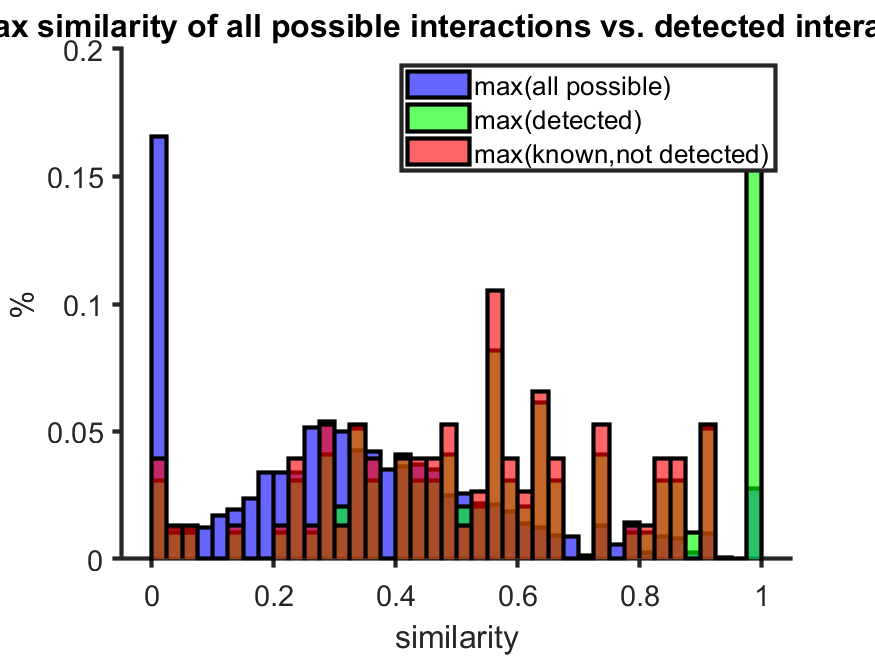 ax similarity of all possible interactions vs. detected intera
0.2
max(all possible)
max(detected)
max(known,not detected)
0.15
%
0.1
0.05
0
0 0.2 0.4 0.6 0.8 1
similarity